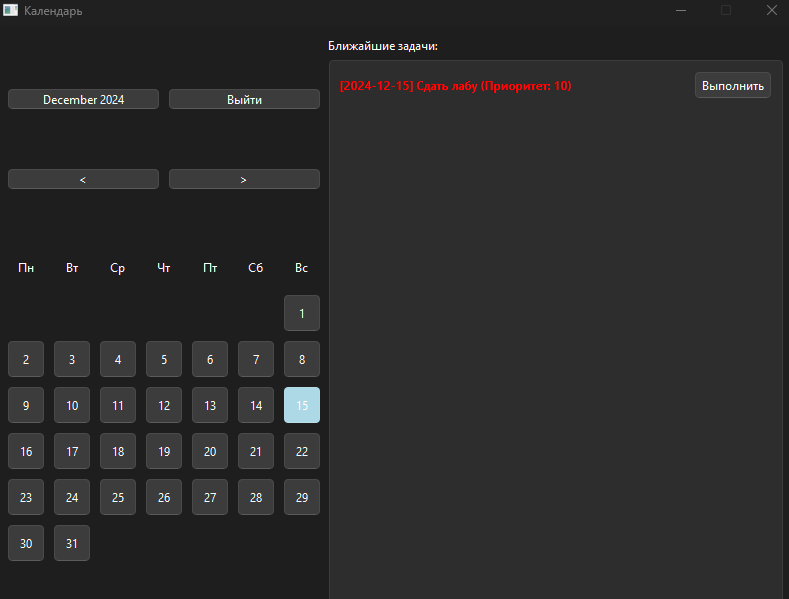 Календарь
Ближайшие задачи:
December 2024 Выйти
[2024-12-15] Сдать лабу (Приоритет: 10) Выполнить
< >
Пн Вт Ср Чт Пт Сб Вс
1
2 3 4 5 6 7 8
9 10 11 12 13 14 15
16 17 18 19 20 21 22
23 24 25 26 27 28 29
30 31